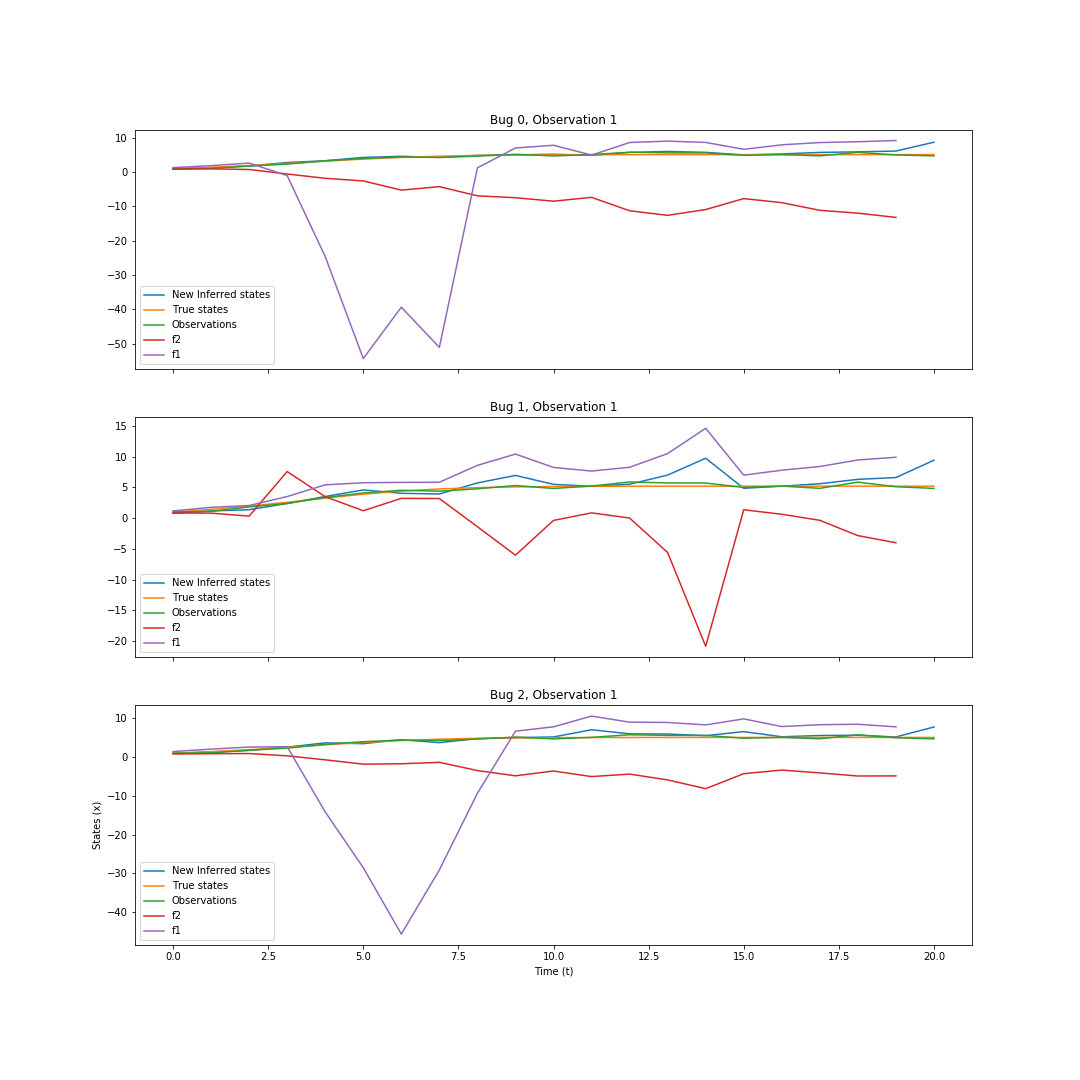 Bug 0, Observation 1
10
0
−10
−20
−30
−40
−50
New Inferred states
True states
Observations
f2
f1
Bug 1, Observation 1
15
10
5
0
−5
−10
−15
−20
New Inferred states
True states
Observations
f2
f1
Bug 2, Observation 1
10
0
−10
−20
−30
−40
States (x)
New Inferred states
True states
Observations
f2
f1
0.0 2.5 5.0 7.5 10.0 12.5 15.0 17.5 20.0
Time (t)